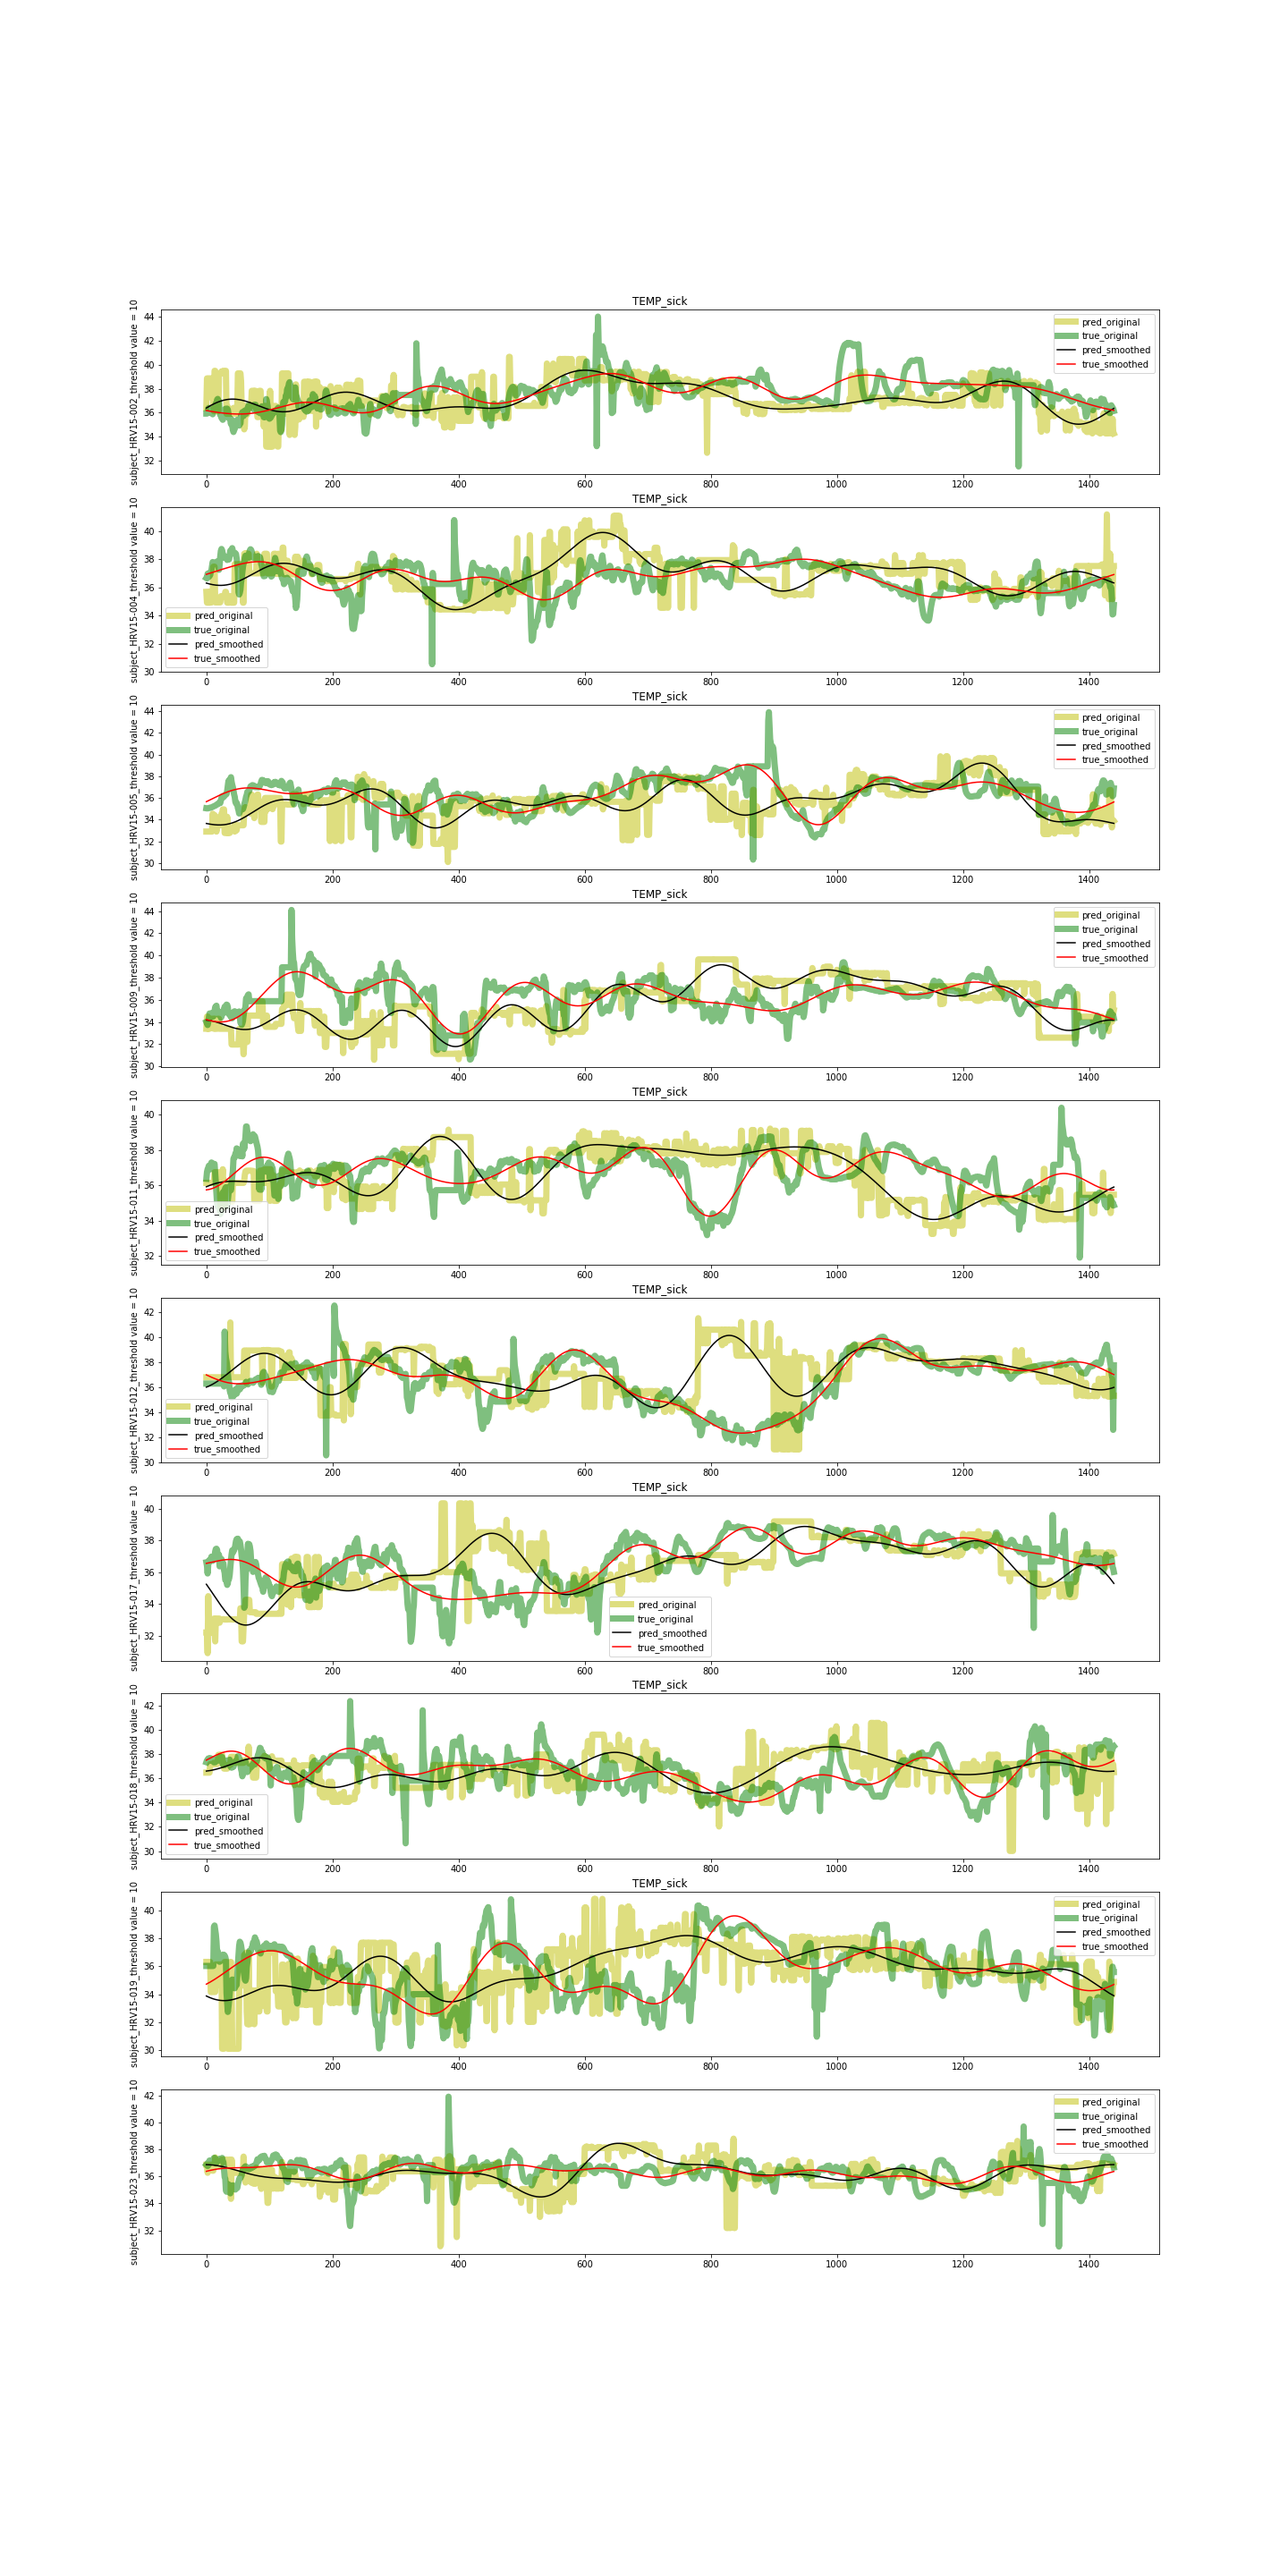 TEMP_sick
subject_HRV15-002_threshold value = 10
44
42
40
38
36
34
32
pred_original
true_original
pred_smoothed
true_smoothed
0 200 400 600 800 1000 1200 1400
TEMP_sick
subject_HRV15-004_threshold value = 10
40
38
36
34
32
30
pred_original
true_original
pred_smoothed
true_smoothed
0 200 400 600 800 1000 1200 1400
TEMP_sick
subject_HRV15-005_threshold value = 10
44
42
40
38
36
34
32
30
pred_original
true_original
pred_smoothed
true_smoothed
0 200 400 600 800 1000 1200 1400
TEMP_sick
subject_HRV15-009_threshold value = 10
44
42
40
38
36
34
32
30
pred_original
true_original
pred_smoothed
true_smoothed
0 200 400 600 800 1000 1200 1400
TEMP_sick
subject_HRV15-011_threshold value = 10
40
38
36
34
32
pred_original
true_original
pred_smoothed
true_smoothed
0 200 400 600 800 1000 1200 1400
TEMP_sick
subject_HRV15-012_threshold value = 10
42
40
38
36
34
32
30
pred_original
true_original
pred_smoothed
true_smoothed
0 200 400 600 800 1000 1200 1400
TEMP_sick
subject_HRV15-017_threshold value = 10
40
38
36
34
32
pred_original
true_original
pred_smoothed
true_smoothed
0 200 400 600 800 1000 1200 1400
TEMP_sick
subject_HRV15-018_threshold value = 10
42
40
38
36
34
32
30
pred_original
true_original
pred_smoothed
true_smoothed
0 200 400 600 800 1000 1200 1400
TEMP_sick
subject_HRV15-019_threshold value = 10
40
38
36
34
32
30
pred_original
true_original
pred_smoothed
true_smoothed
0 200 400 600 800 1000 1200 1400
subject_HRV15-023_threshold value = 10
42
40
38
36
34
32
pred_original
true_original
pred_smoothed
true_smoothed
0 200 400 600 800 1000 1200 1400